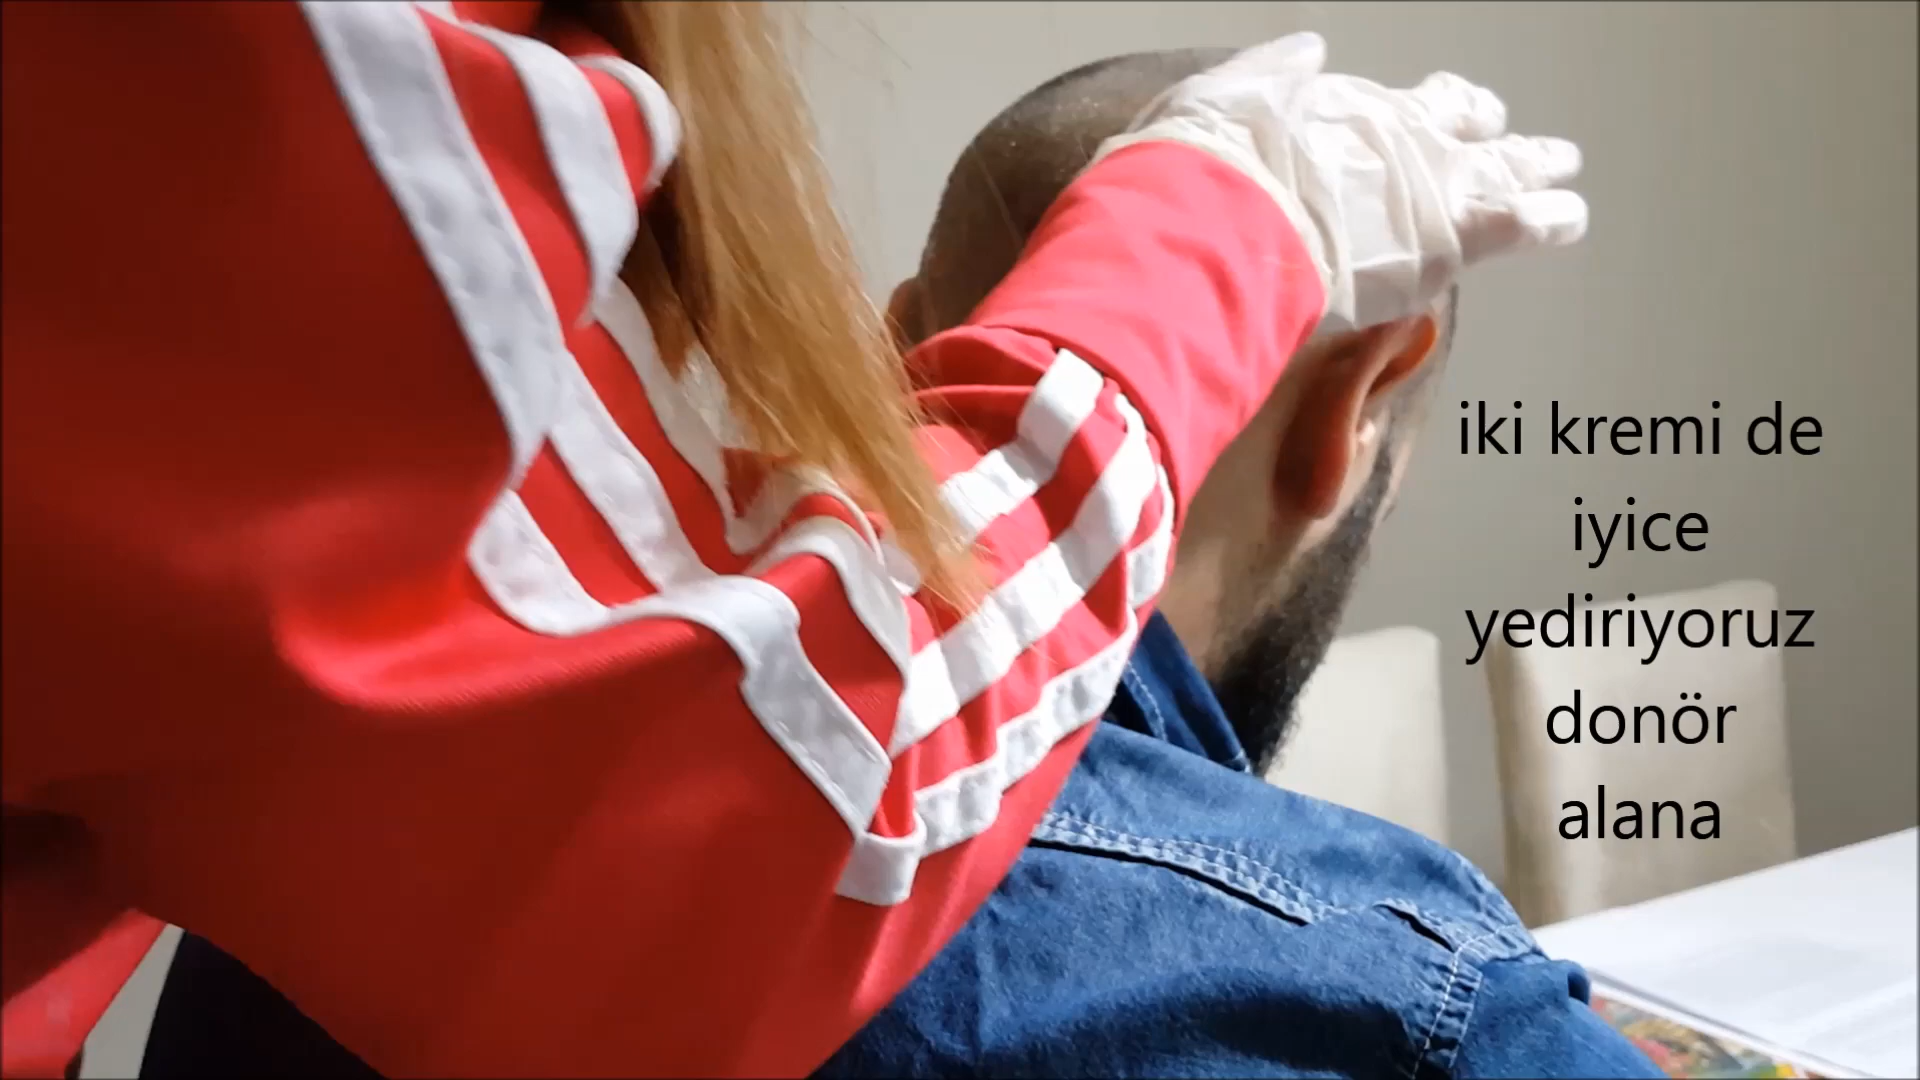 iki kremi de
iyice
yediriyoruz
donör
alana